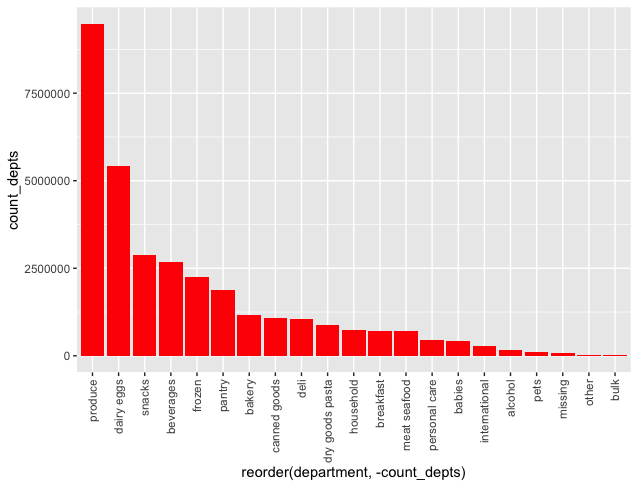 count_depts
7500000
5000000
2500000
0
produce
dairy eggs
snacks
beverages
frozen
pantry
bakery
canned goods
deli
dry goods pasta
household
breakfast
meat seafood
personal care
babies
international
alcohol
pets
missing
other
bulk
reorder(department, -count_depts)